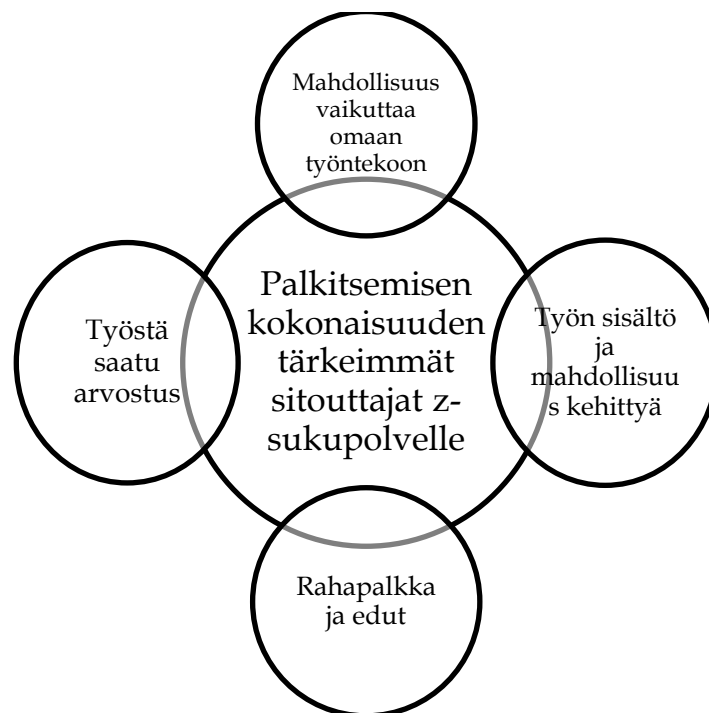 Mahdollisuus
vaikuttaa
omaan
työntekoon
Palkitsemisen
kokonaisuuden
tärkeimmät
sitouttajat z-
sukupolvelle
Työstä
saatu
arvostus
Työn sisältö
ja
mahdollisuu
s kehittyä
Rahapalkka
ja edut